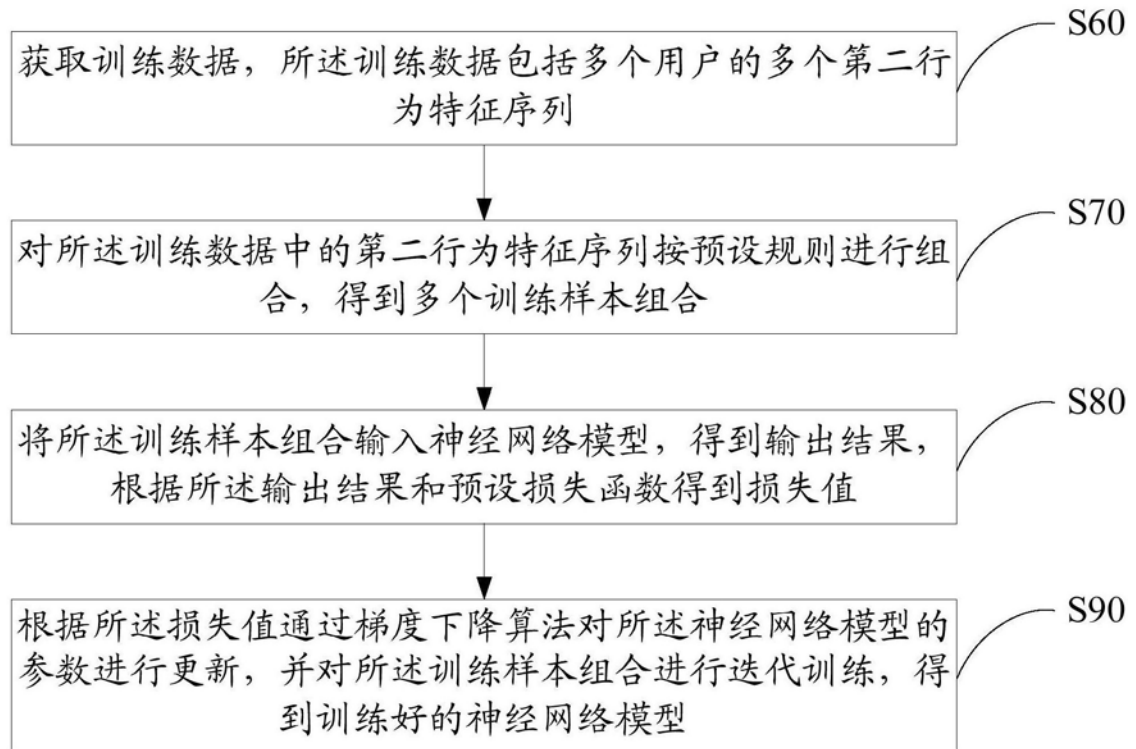 S60
获取训练数据，所述训练数据包括多个用户的多个第二行
为特征序列
S70
对所述训练数据中的第二行为特征序列按预设规则进行组
合，得到多个训练样本组合
S80
将所述训练样本组合输入神经网络模型，得到输出结果，
根据所述输出结果和预设损失函数得到损失值
S90
根据所述损失值通过梯度下降算法对所述神经网络模型的
参数进行更新，并对所述训练样本组合进行迭代训练，得
到训练好的神经网络模型